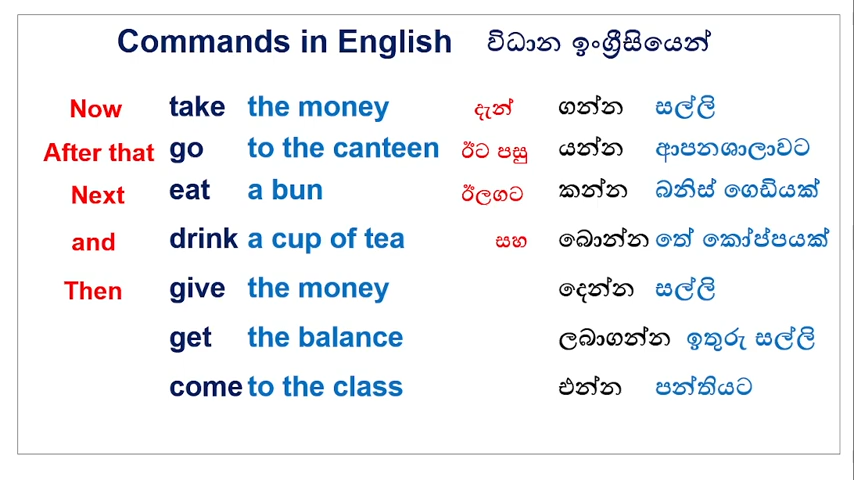 Commands in English විධාන ඉංග්‍රීසියෙන්
Now take the money දැන් ගන්න සල්ලි
After that go to the canteen ඊට පසු යන්න ආපනශාලාවට
Next eat a bun ඊලගට කන්න බනිස් ගෙඩියක්
and drink a cup of tea සහ බොන්න තේ කෝප්පයක්
Then give the money දෙන්න සල්ලි
get the balance ලබාගන්න ඉතුරු සල්ලි
come to the class එන්න පන්තියට